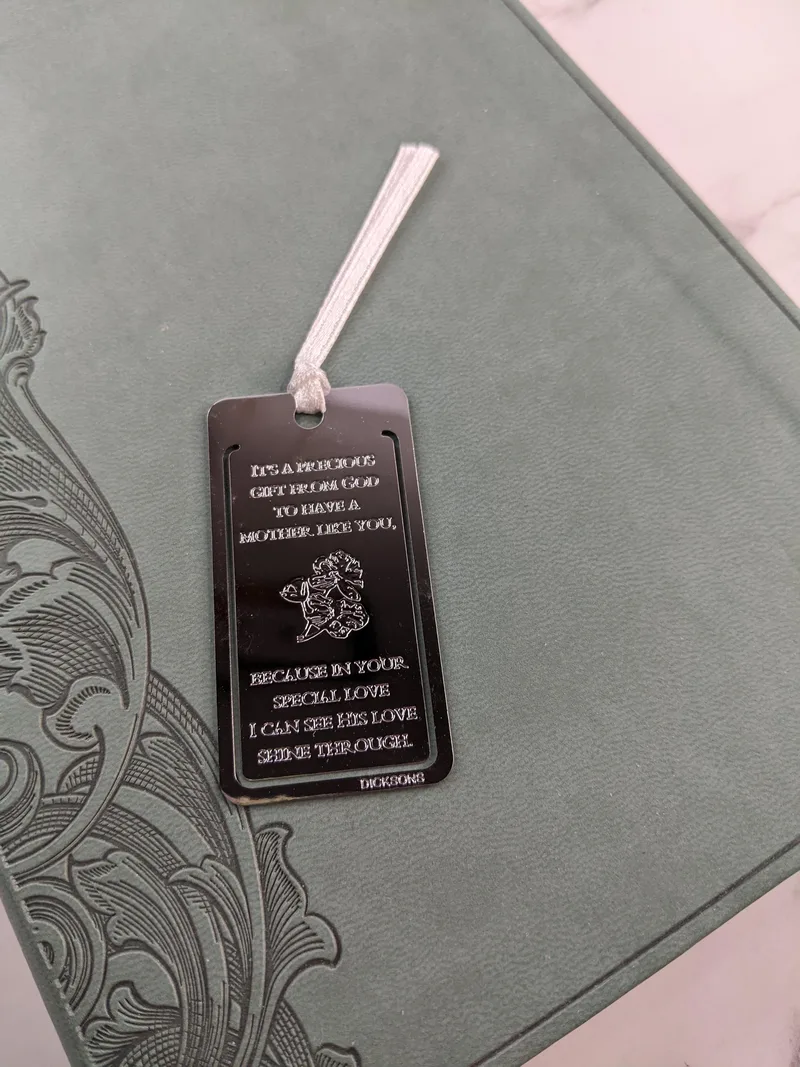 IT'S A PRECIOUS
GIFT FROM GOD
TO HAVE A
MOTHER LIKE YOU,
BECAUSE IN YOUR
SPECIAL LOVE
I CAN SEE HIS LOVE
SHINE THROUGH.
DICKSONS